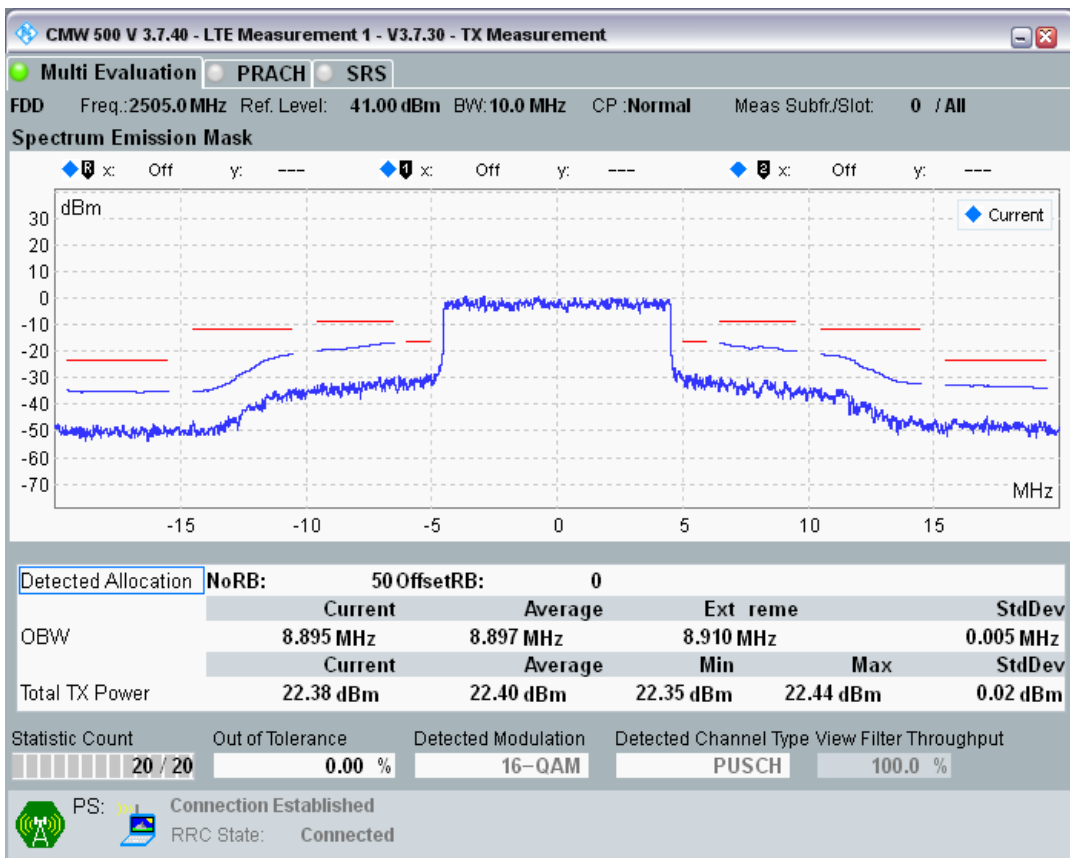 CMW 500 V 3.7.40 - LTE Measurement 1 - V3.7.30 - TX Measurement
Multi Evaluation PRACH SRS
FDD Freq.:2505.0 MHz Ref. Level: 41.00 dBm BW:10.0 MHz CP :Normal Meas Subfr./Slot: 0 / All
Spectrum Emission Mask
R x: Off y: --- 1 x: Off y: --- 2 x: Off y: ---
dBm
Current
30
20
10
0
-10
-20
-30
-40
-50
-60
-70
MHz
-15 -10 -5 0 5 10 15
Detected Allocation NoRB: 50 OffsetRB: 0
Current Average Ext reme StdDev
OBW 8.895 MHz 8.897 MHz 8.910 MHz 0.005 MHz
Current Average Min Max StdDev
Total TX Power 22.38 dBm 22.40 dBm 22.35 dBm 22.44 dBm 0.02 dBm
Statistic Count Out of Tolerance Detected Modulation Detected Channel Type View Filter Throughput
20 / 20 0.00 % 16-QAM PUSCH 100.0 %
PS: Connection Established
RRC State: Connected